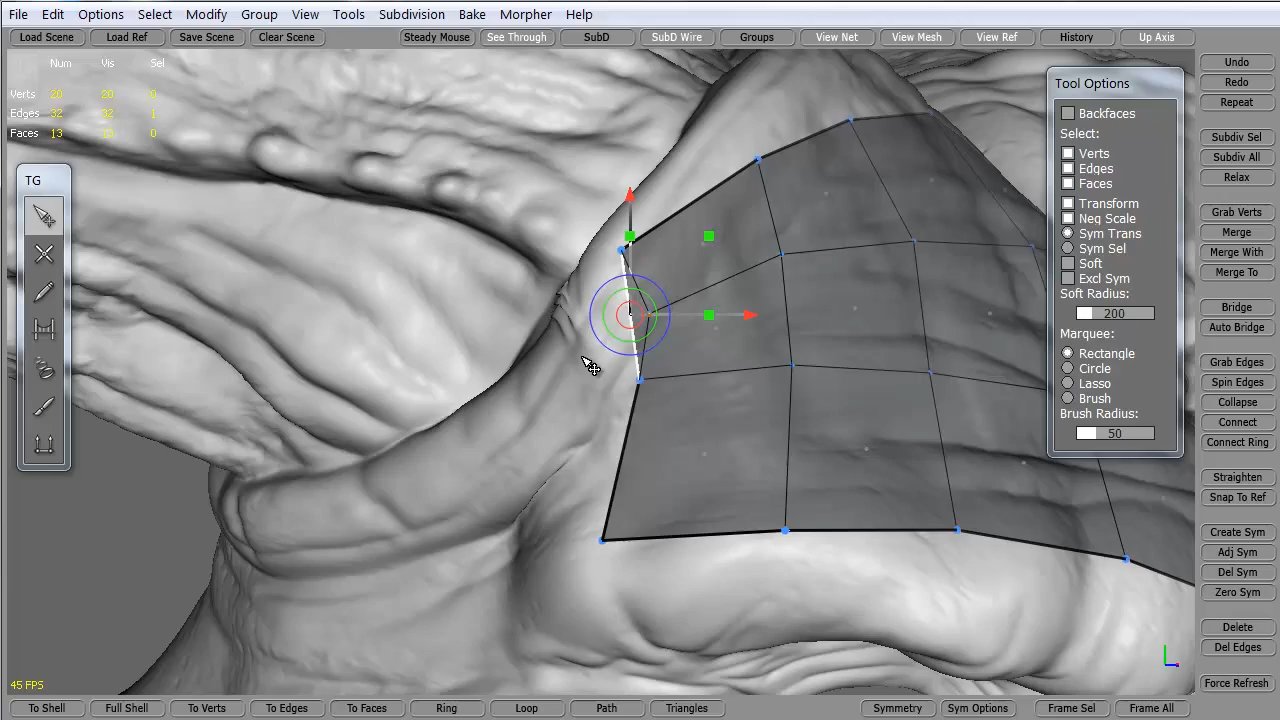 File Edit Options Select Modify Group View Tools Subdivision Bake Morpher Help
Load Scene Load Ref Save Scene Clear Scene Steady Mouse See Through SubD SubD Wire Groups View Net View Mesh View Ref History Up Axis
Num Vis Sel
Verts 20 20 0
Edges 32 32 1
Faces 13 13 0
TG
Tool Options
Backfaces
Select:
Verts
Edges
Faces
Transform
Neg Scale
Sym Trans
Sym Sel
Soft
Excl Sym
Soft Radius:
200
Marquee:
Rectangle
Circle
Lasso
Brush
Brush Radius:
50
Undo
Redo
Repeat
Subdiv Sel
Subdiv All
Relax
Grab Verts
Merge
Merge With
Merge To
Bridge
Auto Bridge
Grab Edges
Spin Edges
Collapse
Connect
Connect Ring
Straighten
Snap To Ref
Create Sym
Adj Sym
Del Sym
Zero Sym
Delete
Del Edges
Force Refresh
45 FPS
To Shell Full Shell To Verts To Edges To Faces Ring Loop Path Triangles Symmetry Sym Options Frame Sel Frame All